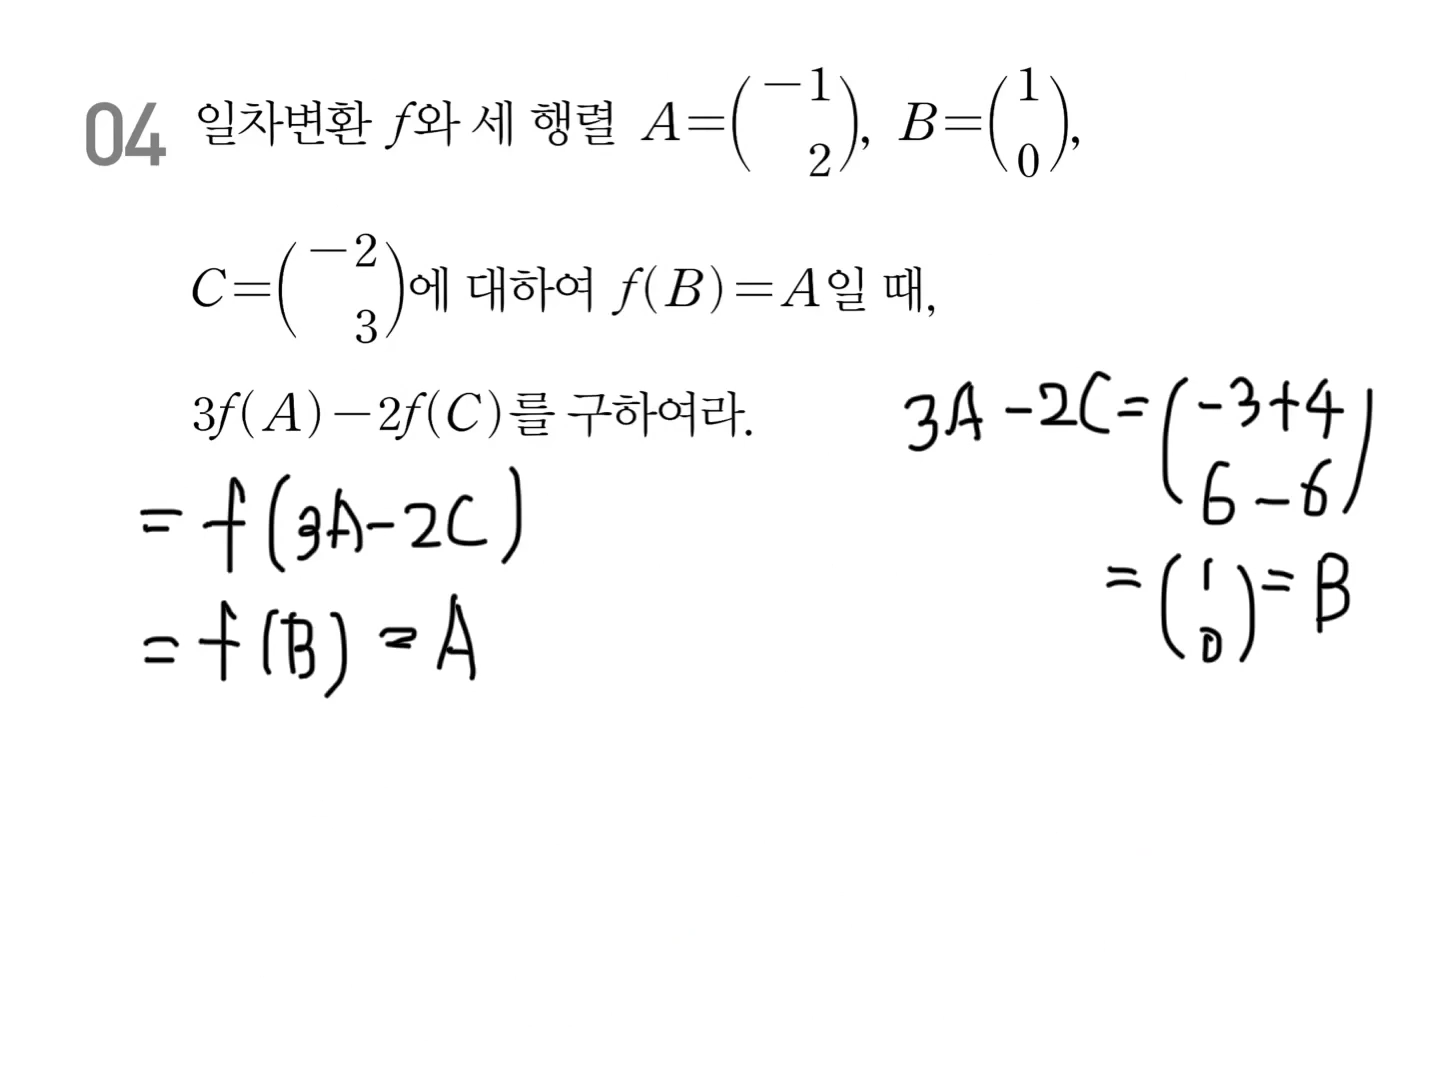 04 일차변환 f와 세 행렬 A=(-1 2), B=(1 0),
C=(-2 3)에 대하여 f(B)=A일 때,
3f(A)-2f(C)를 구하여라.
=f(3A-2C)
=f(B)=A
3A-2C=(-3+4 6-6)
=(1 0)=B